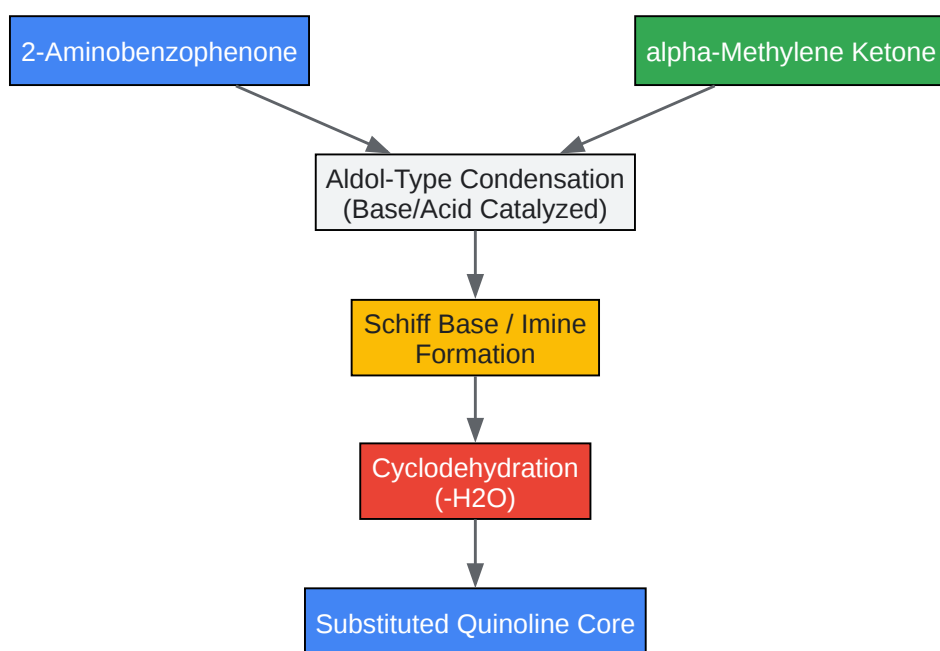 2-Aminobenzophenone
alpha-Methylene Ketone
Aldol-Type Condensation
(Base/Acid Catalyzed)
Schiff Base / Imine
Formation
Cyclodehydration
(-H2O)
Substituted Quinoline Core